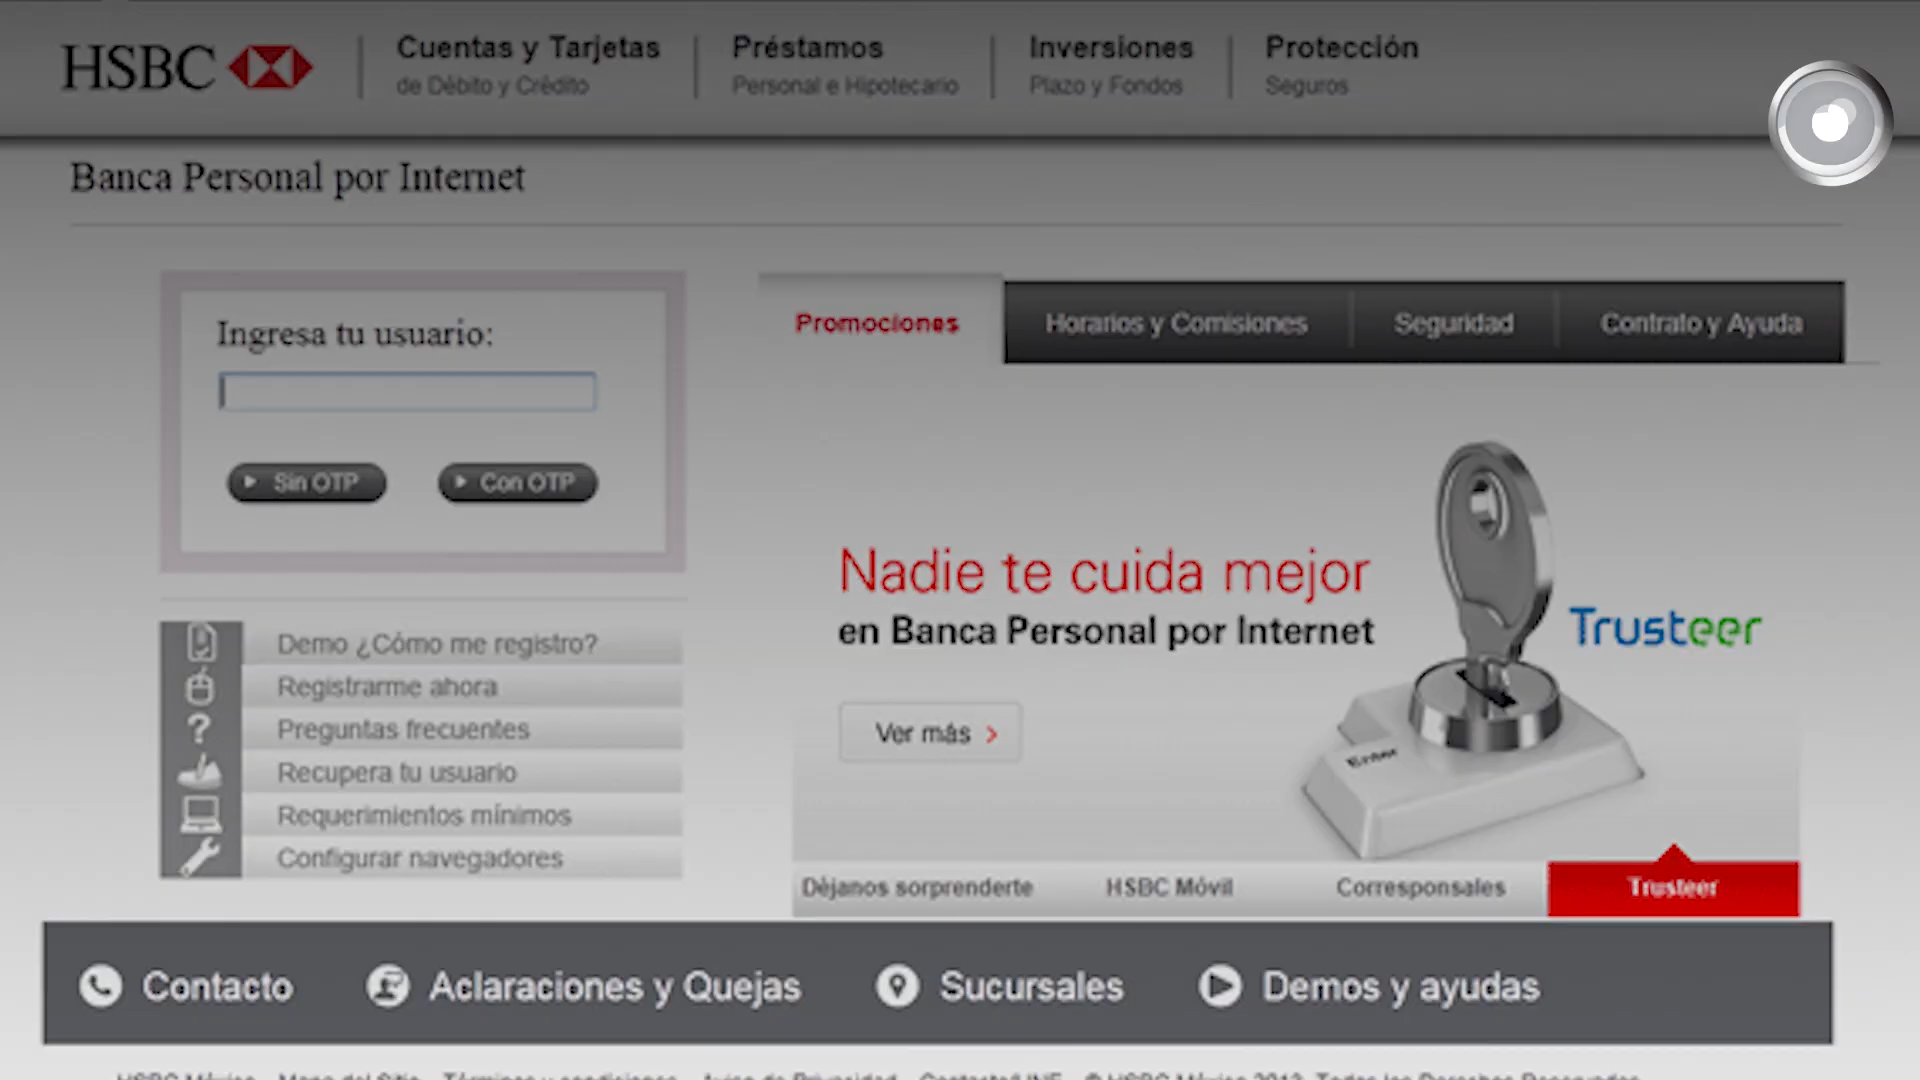 HSBC
Cuentas y Tarjetas
de Débito y Crédito
Préstamos
Personal e Hipotecario
Inversiones
Plazo y Fondos
Protección
Seguros
Banca Personal por Internet
Ingresa tu usuario:
Sin OTP
Con OTP
Demo ¿Cómo me registro?
Registrarme ahora
Preguntas frecuentes
Recupera tu usuario
Requerimientos mínimos
Configurar navegadores
Promociones
Horarios y Comisiones
Seguridad
Contrato y Ayuda
Nadie te cuida mejor
en Banca Personal por Internet
Ver más
Enter
Trusteer
Déjanos sorprenderte
HSBC Móvil
Corresponsales
Trusteer
Contacto
Aclaraciones y Quejas
Sucursales
Demos y ayudas